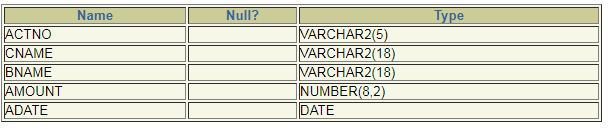 Name Null? Type
ACTNO VARCHAR2(5)
CNAME VARCHAR2(18)
BNAME VARCHAR2(18)
AMOUNT NUMBER(8,2)
ADATE DATE